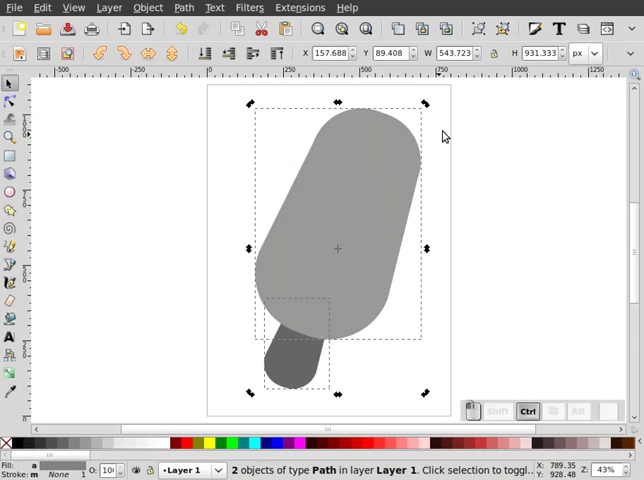 File Edit View Layer Object Path Text Filters Extensions Help
X 157.688 Y 89.408 W 543.723 H 931.333 px
-500 -250 0 250 500 750 1000 1250
Shift Ctrl Alt
Fill: a O: 100 •Layer 1 2 objects of type Path in layer Layer 1. Click selection to toggl... X: 789.35 Z: 43%
Stroke: m None 1 Y: 928.48